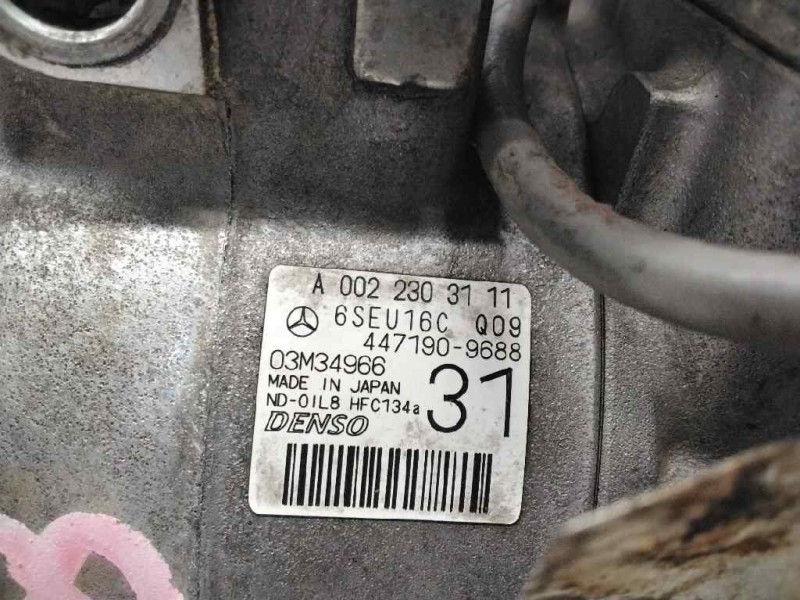 A 002 230 31 11
6SEU16C Q09
447190-9688
03M34966
MADE IN JAPAN
ND-OIL8 HFC134a
31
DENSO